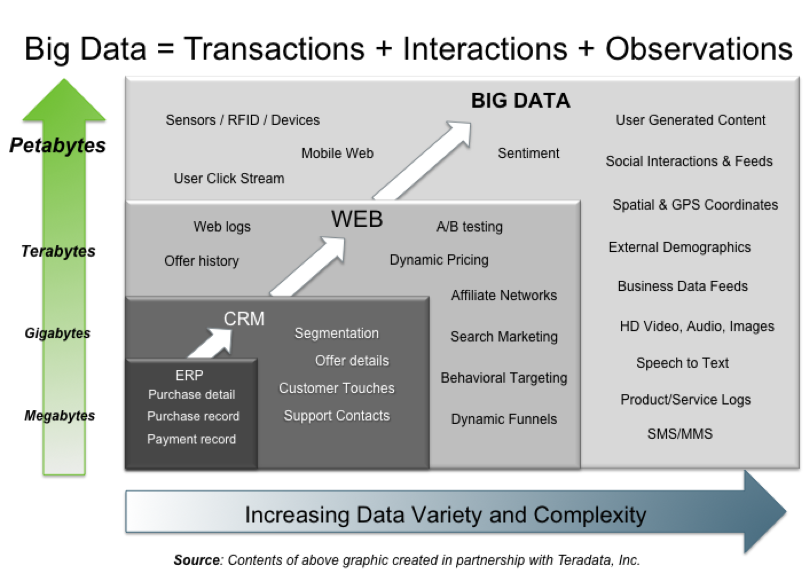 Big Data = Transactions + Interactions + Observations
Petabytes
Terabytes
Gigabytes
Megabytes
BIG DATA
Sensors / RFID / Devices
Mobile Web
User Click Stream
Sentiment
User Generated Content
Social Interactions & Feeds
Spatial & GPS Coordinates
External Demographics
Business Data Feeds
HD Video, Audio, Images
Speech to Text
Product/Service Logs
SMS/MMS
WEB
Web logs
Offer history
A/B testing
Dynamic Pricing
Affiliate Networks
Search Marketing
Behavioral Targeting
Dynamic Funnels
CRM
Segmentation
Offer details
Customer Touches
Support Contacts
ERP
Purchase detail
Purchase record
Payment record
Increasing Data Variety and Complexity
Source: Contents of above graphic created in partnership with Teradata, Inc.